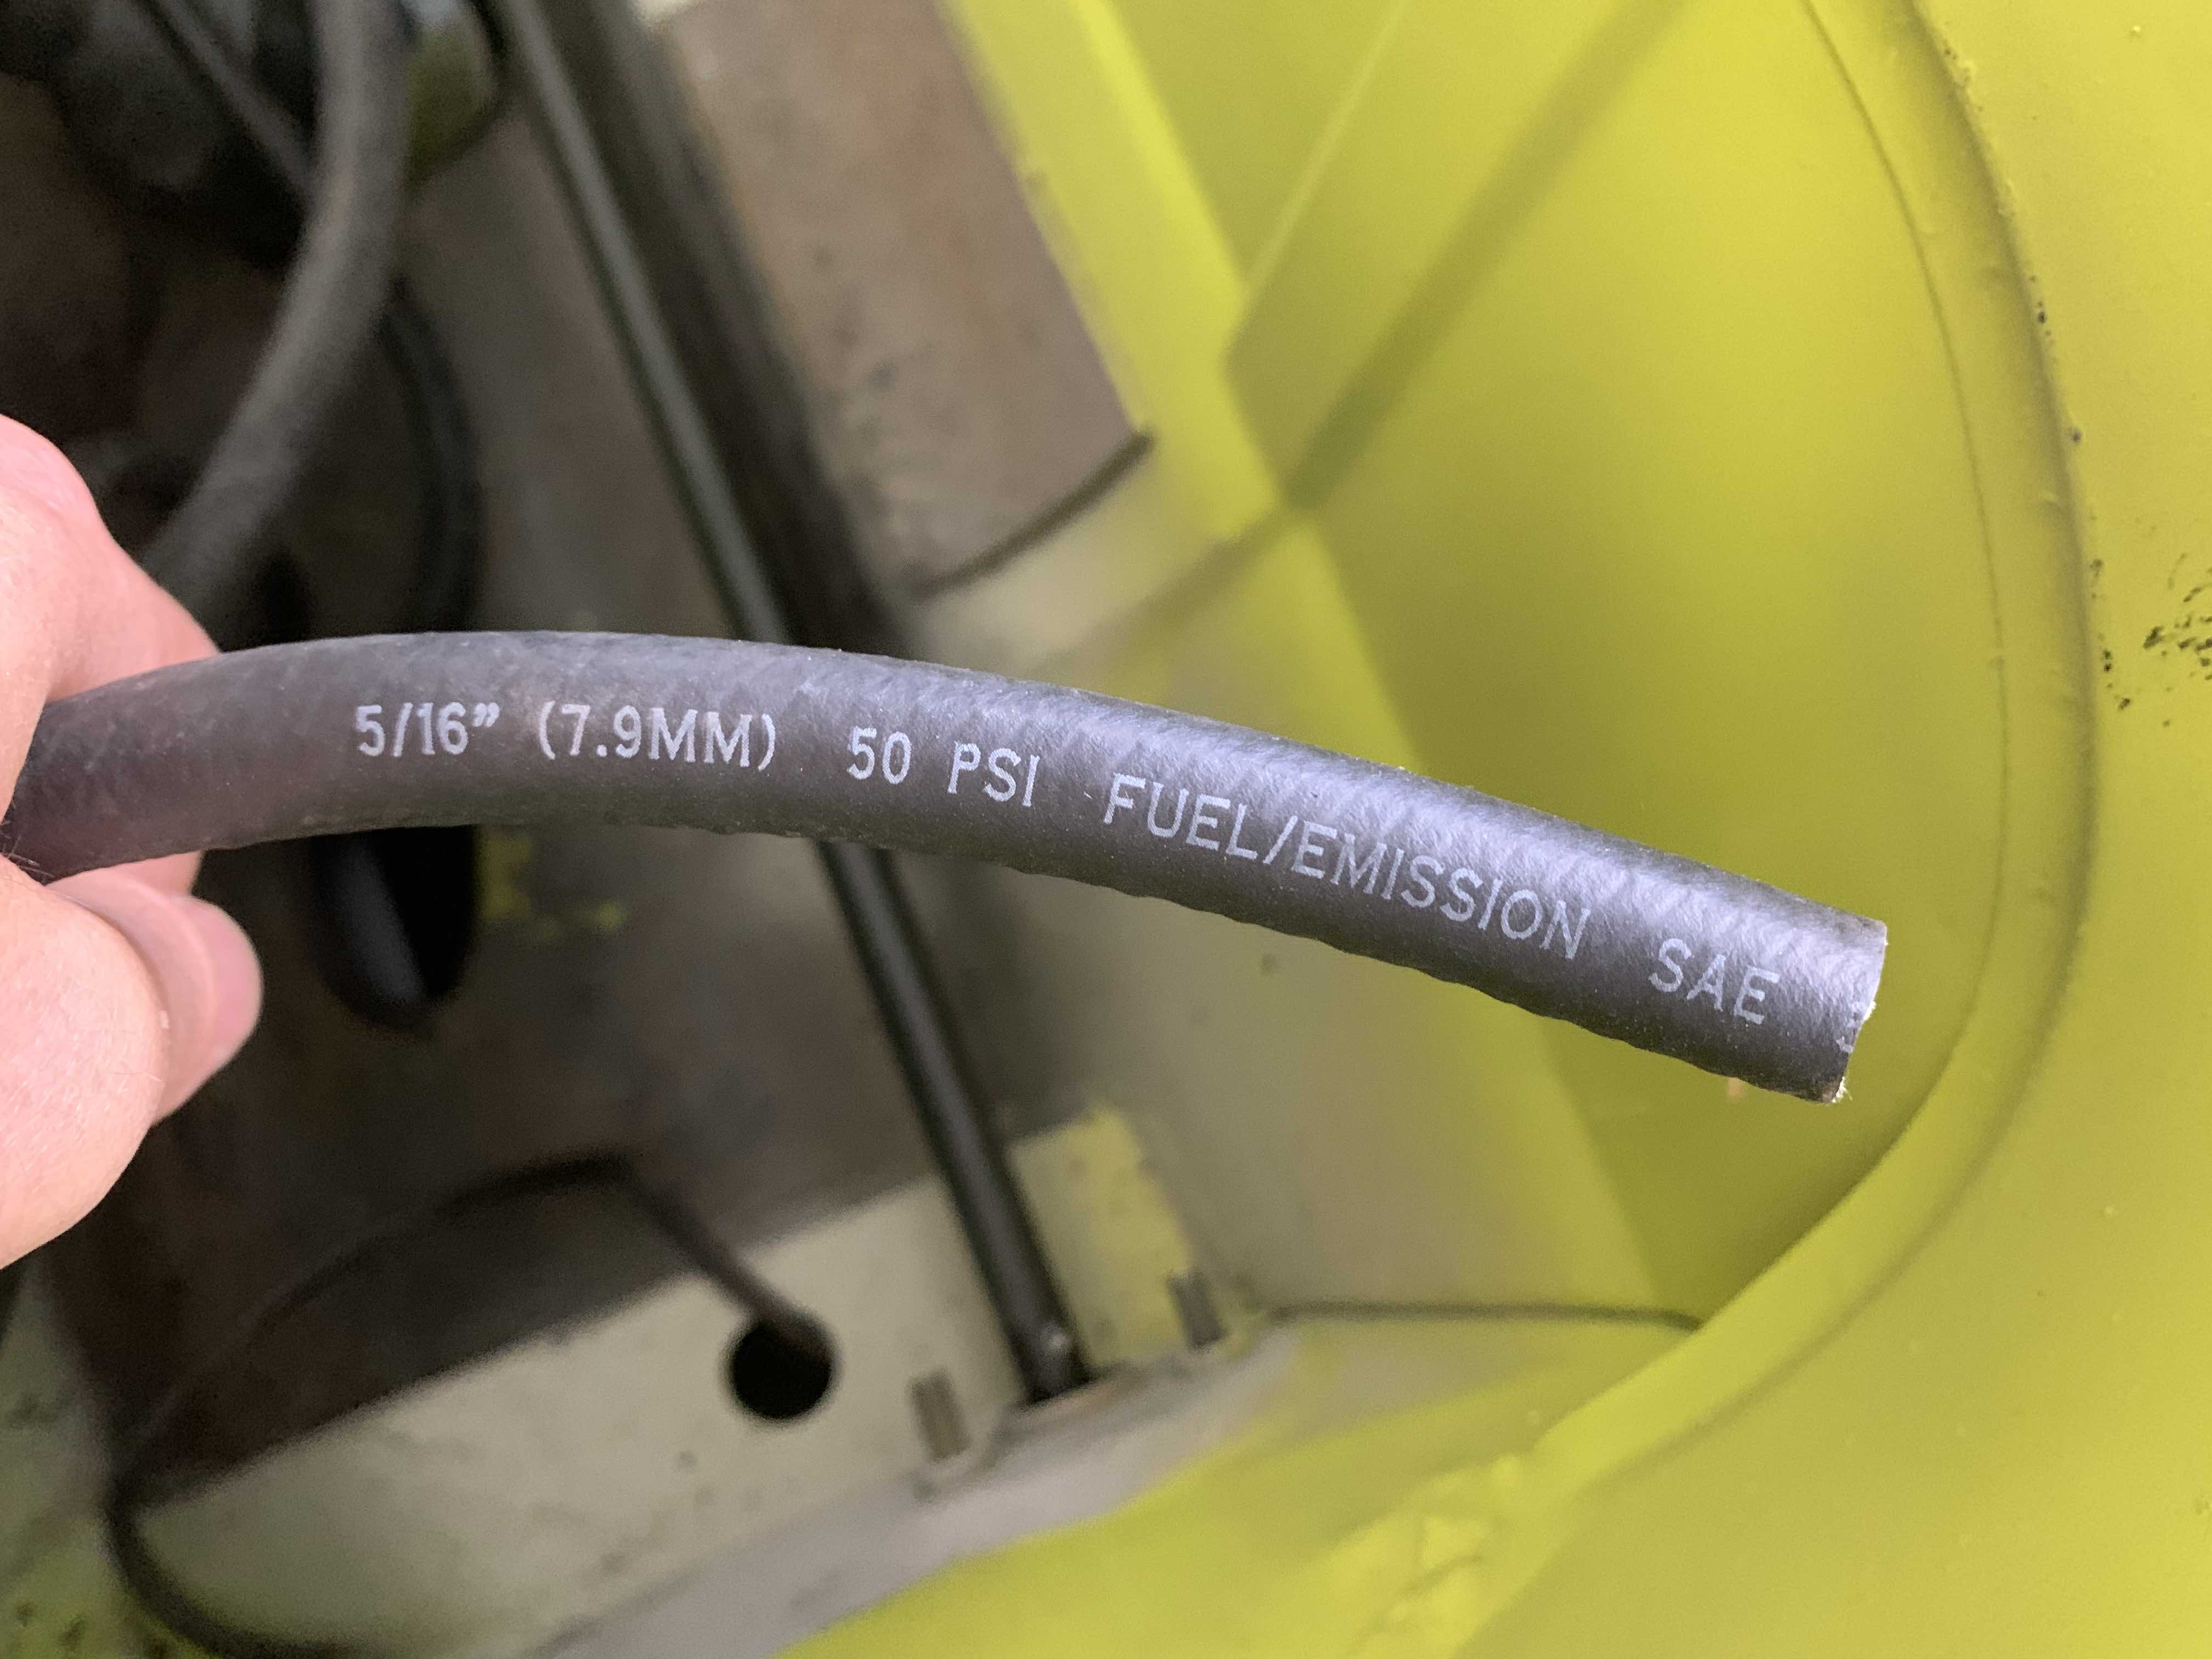 5/16” (7.9MM) 50 PSI FUEL/EMISSION SAE